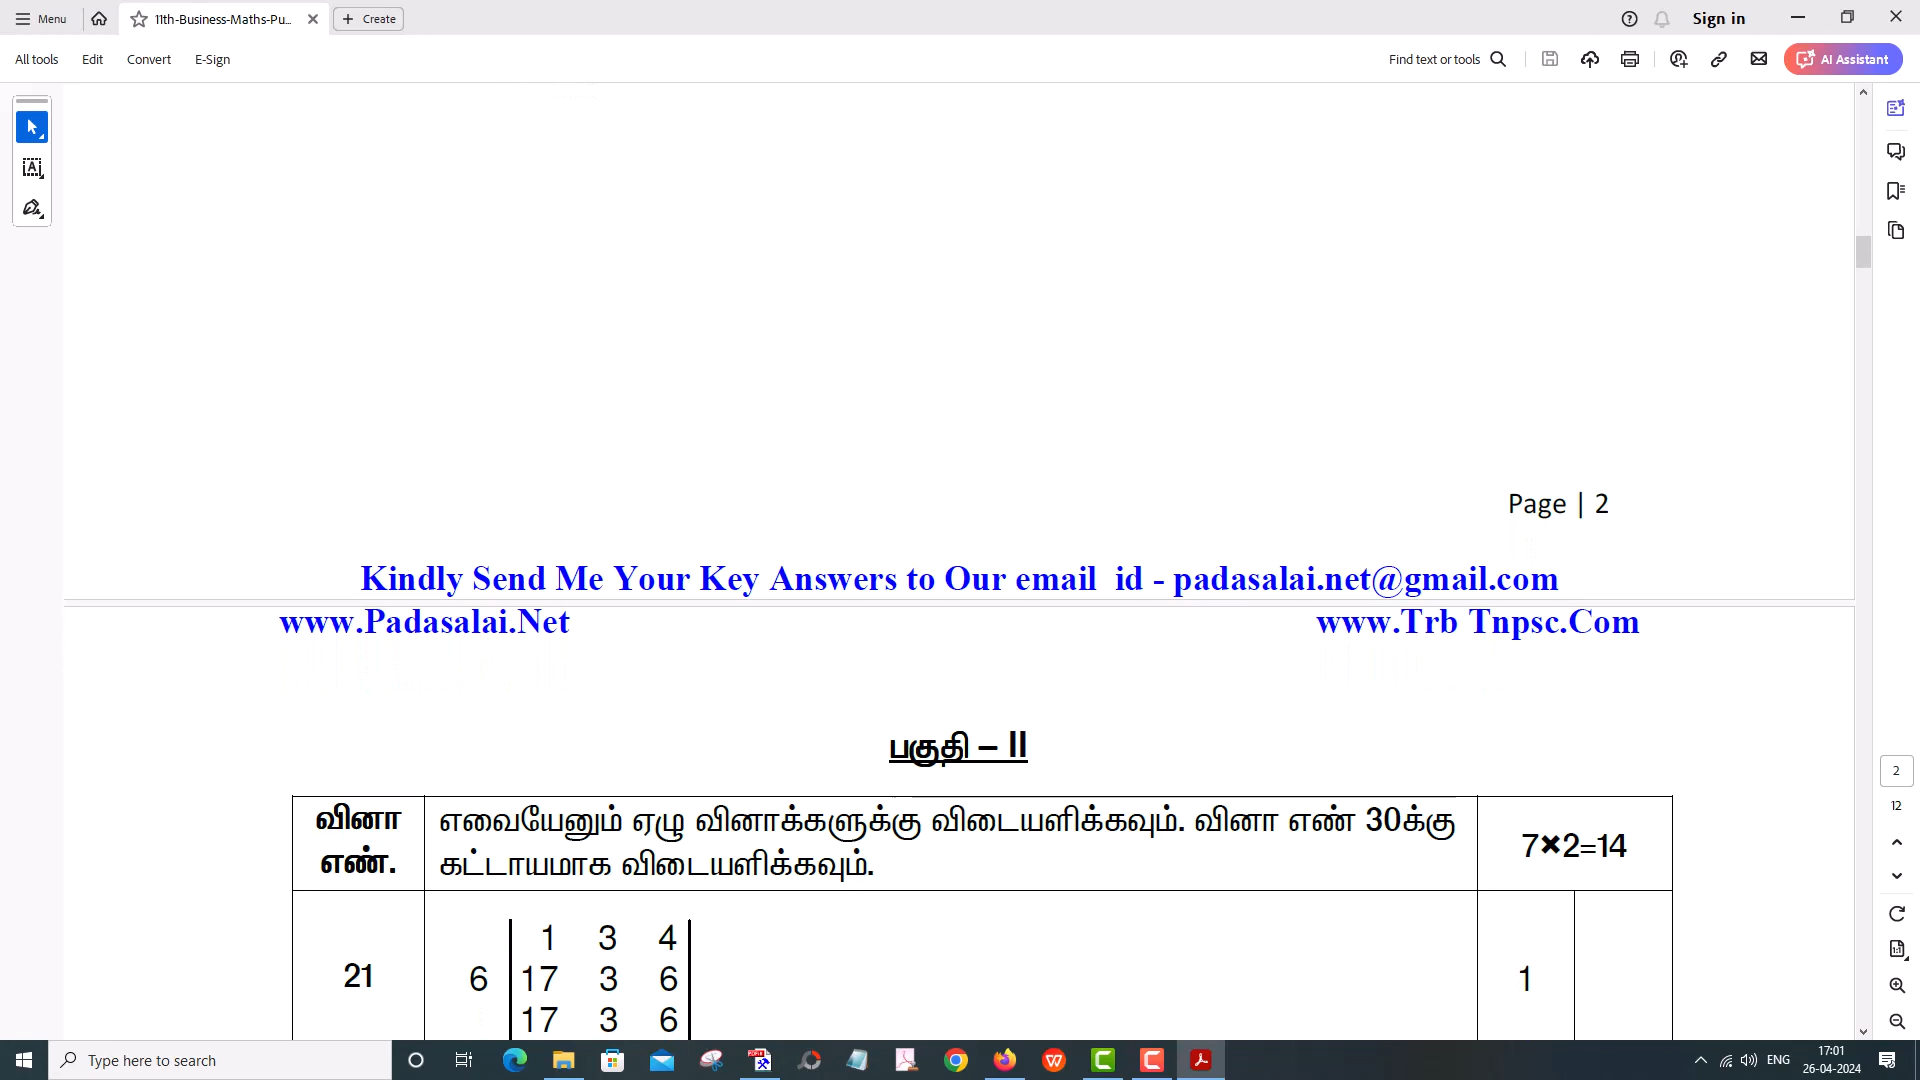 Menu
11th-Business-Maths-Pu...
Create
Sign in
All tools
Edit
Convert
E-Sign
Find text or tools
AI Assistant
Page | 2
Kindly Send Me Your Key Answers to Our email id - padasalai.net@gmail.com
www.Padasalai.Net
www.Trb Tnpsc.Com
பகுதி – II
வினா எவையேனும் ஏழு வினாக்களுக்கு விடையளிக்கவும். வினா எண் 30க்கு
எண். கட்டாயமாக விடையளிக்கவும்.
7✖2=14
1 3 4
21 6 17 3 6 1
17 3 6
2
12
Type here to search
ENG
17:01
26-04-2024